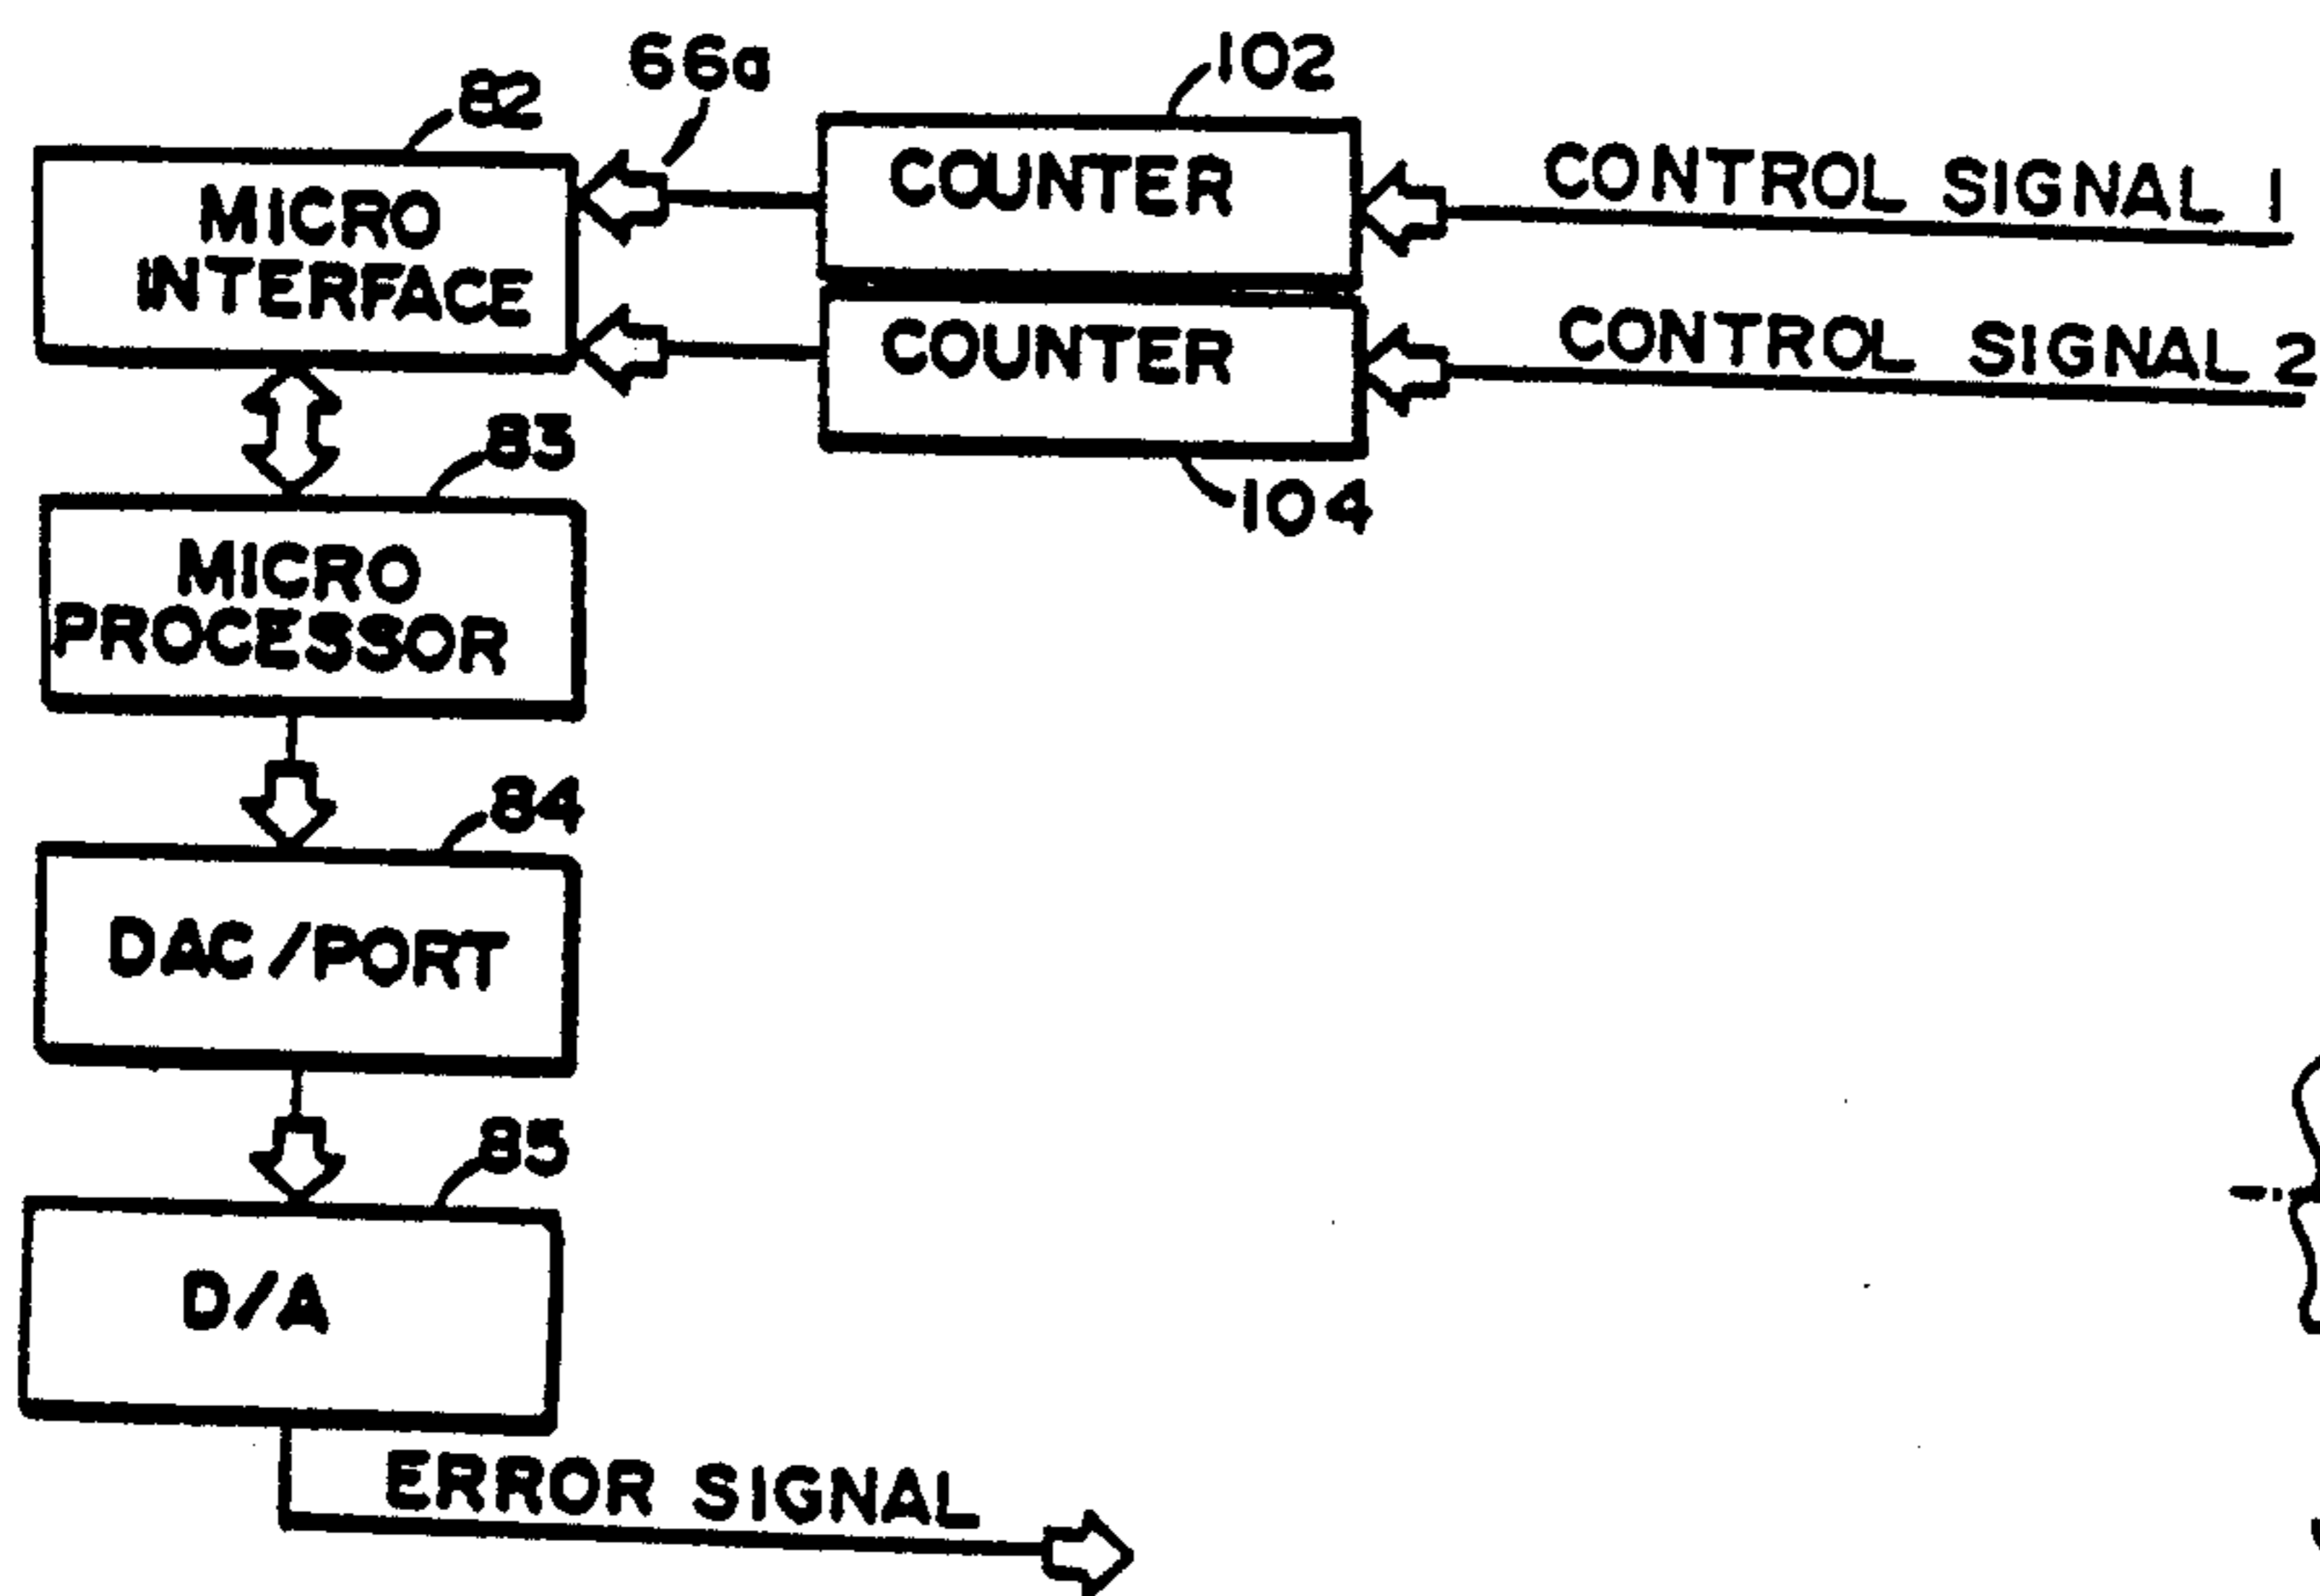 66a
102
82
COUNTER
CONTROL SIGNAL 1
MICRO
INTERFACE
COUNTER
CONTROL SIGNAL 2
83
104
MICRO
PROCESSOR
84
DAC/PORT
85
D/A
ERROR SIGNAL